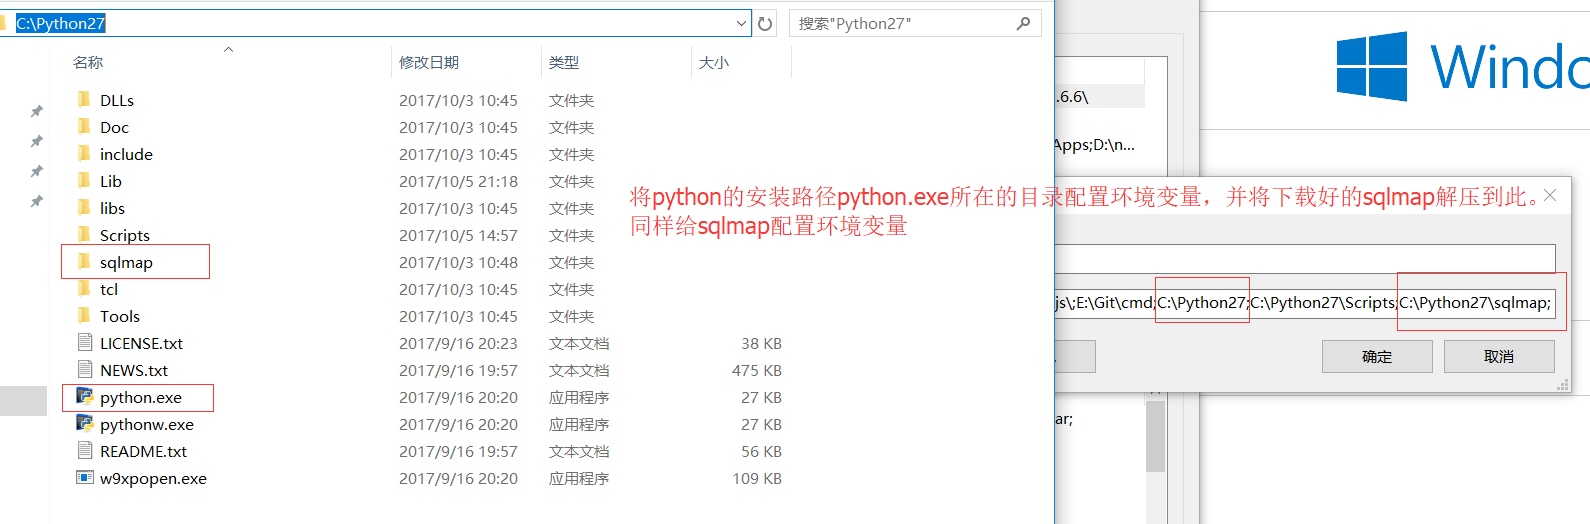 C:\Python27
搜索"Python27"
名称 修改日期 类型 大小
DLLs 2017/10/3 10:45 文件夹
Doc 2017/10/3 10:45 文件夹
include 2017/10/3 10:45 文件夹
Lib 2017/10/5 21:18 文件夹
libs 2017/10/3 10:45 文件夹
Scripts 2017/10/5 14:57 文件夹
sqlmap 2017/10/3 10:48 文件夹
tcl 2017/10/3 10:45 文件夹
Tools 2017/10/3 10:45 文件夹
LICENSE.txt 2017/9/16 20:23 文本文档 38 KB
NEWS.txt 2017/9/16 19:57 文本文档 475 KB
python.exe 2017/9/16 20:20 应用程序 27 KB
pythonw.exe 2017/9/16 20:20 应用程序 27 KB
README.txt 2017/9/16 19:57 文本文档 56 KB
w9xpopen.exe 2017/9/16 20:20 应用程序 109 KB
将python的安装路径python.exe所在的目录配置环境变量，并将下载好的sqlmap解压到此。
同样给sqlmap配置环境变量
.6.6\
Apps;D:\n...
js\;E:\Git\cmd;C:\Python27;C:\Python27\Scripts;C:\Python27\sqlmap;
确定 取消
ar;
Windo